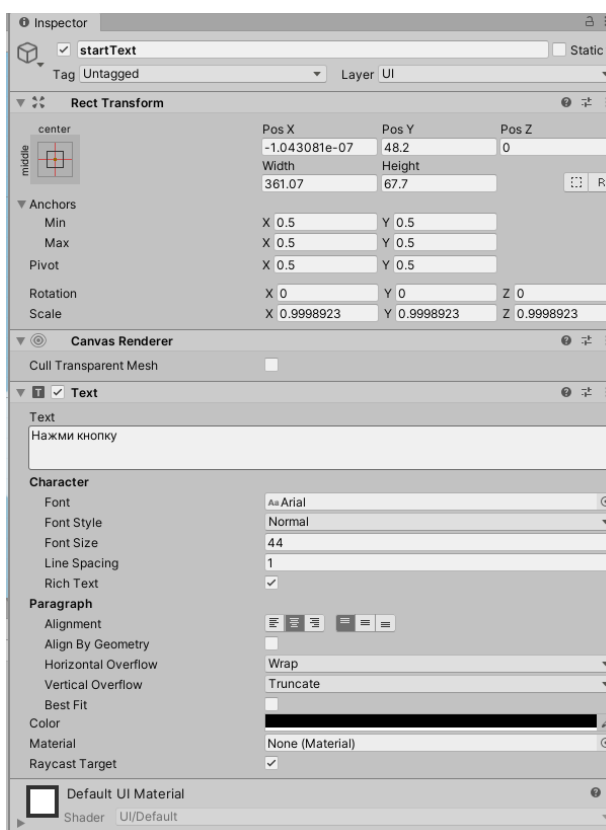 Inspector
startText
Static
Tag Untagged Layer UI
Rect Transform
center Pos X Pos Y Pos Z
middle -1.043081e-07 48.2 0
Width Height
361.07 67.7 R
Anchors
Min X 0.5 Y 0.5
Max X 0.5 Y 0.5
Pivot X 0.5 Y 0.5
Rotation X 0 Y 0 Z 0
Scale X 0.9998923 Y 0.9998923 Z 0.9998923
Canvas Renderer
Cull Transparent Mesh
T Text
Text
Нажми кнопку
Character
Font Aa Arial
Font Style Normal
Font Size 44
Line Spacing 1
Rich Text
Paragraph
Alignment
Align By Geometry
Horizontal Overflow Wrap
Vertical Overflow Truncate
Best Fit
Color
Material None (Material)
Raycast Target
Default UI Material
Shader UI/Default